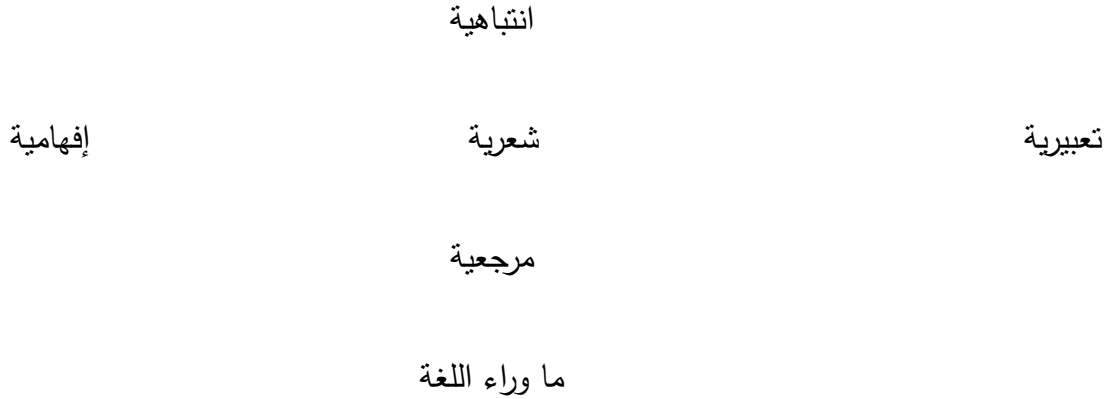 انتباهية
تعبيرية شعرية إفهامية
مرجعية
ما وراء اللغة